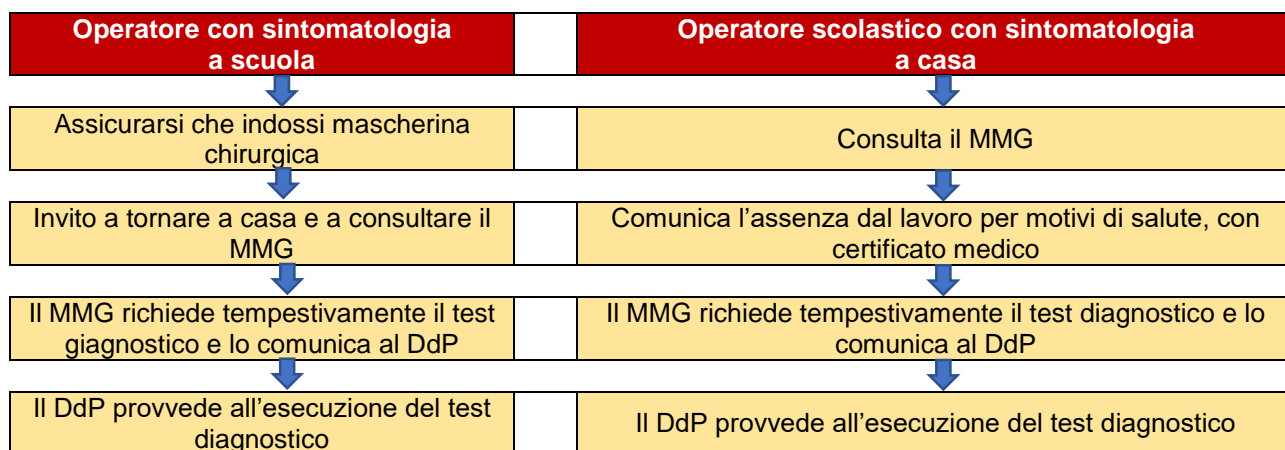 Operatore con sintomatologia
a scuola
Operatore scolastico con sintomatologia
a casa
Assicurarsi che indossi mascherina
chirurgica
Consulta il MMG
Invito a tornare a casa e a consultare il
MMG
Comunica l’assenza dal lavoro per motivi di salute, con
certificato medico
Il MMG richiede tempestivamente il test
giagnostico e lo comunica al DdP
Il MMG richiede tempestivamente il test diagnostico e lo
comunica al DdP
Il DdP provvede all’esecuzione del test
diagnostico
Il DdP provvede all’esecuzione del test diagnostico